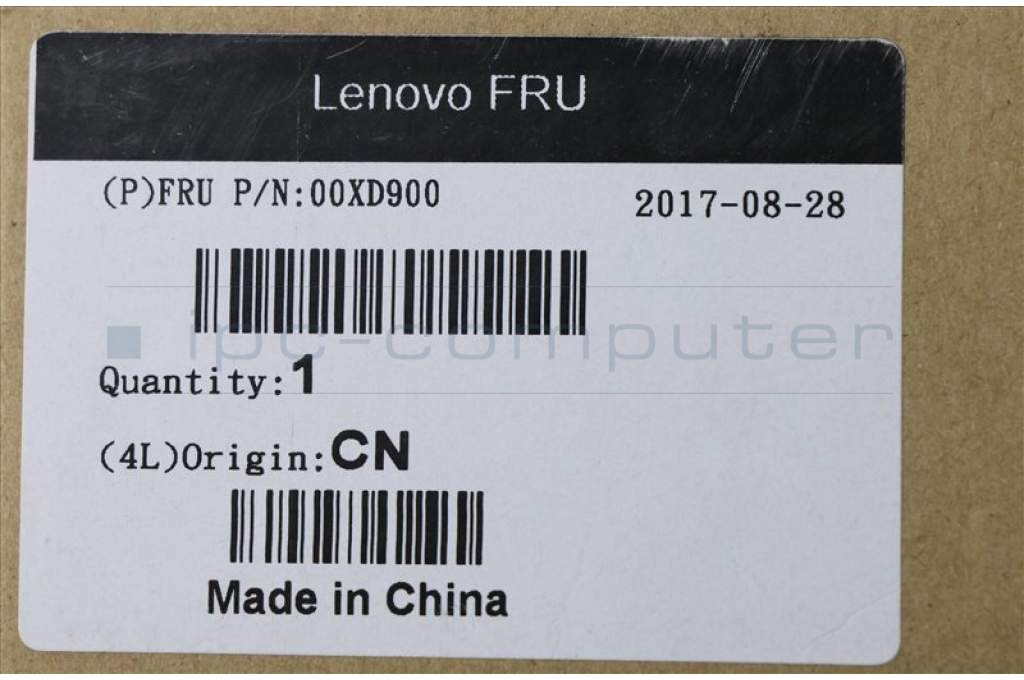 Lenovo FRU
(P)FRU P/N:00XD900
2017-08-28
ipc-computer
Quantity:1
(4L)Origin:CN
Made in China